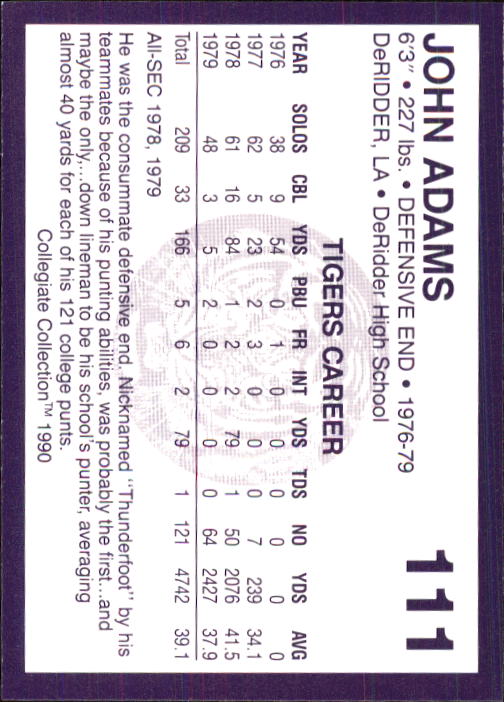 JOHN ADAMS 111
6'3" • 227 lbs. • DEFENSIVE END • 1976-79
DeRIDDER, LA • DeRidder High School
TIGERS CAREER
YEAR SOLOS CBL YDS PBU FR INT YDS TDS NO YDS AVG
1976 38 9 54 0 1 0 0 0 0 0 0
1977 62 5 23 2 3 0 0 0 7 239 34.1
1978 61 16 84 1 2 2 79 1 50 2076 41.5
1979 48 3 5 2 0 0 0 0 64 2427 37.9
Total 209 33 166 5 6 2 79 1 121 4742 39.1
All-SEC 1978, 1979
He was the consummate defensive end. Nicknamed "Thunderfoot" by his
teammates because of his punting abilities, was probably the first...and
maybe the only,...down lineman to be his school's punter, averaging
almost 40 yards for each of his 121 college punts.
Collegiate Collection™ 1990